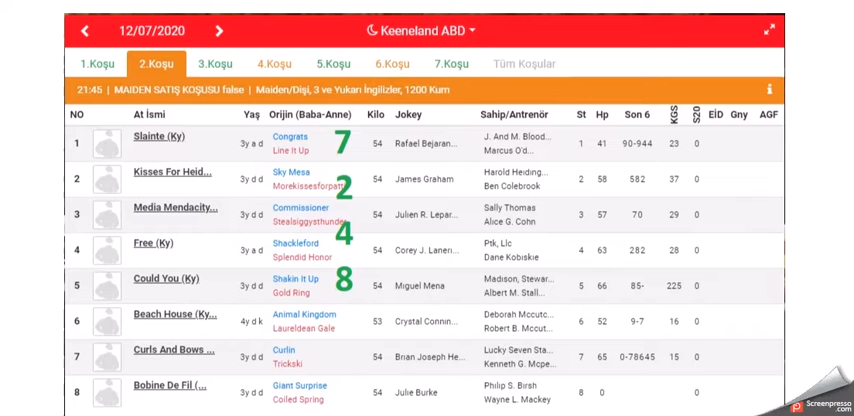 12/07/2020 Keeneland ABD
1.Koşu 2.Koşu 3.Koşu 4.Koşu 5.Koşu 6.Koşu 7.Koşu Tüm Koşular
21:45 | MAIDEN SATIŞ KOŞUSU false | Maiden/Dişi, 3 ve Yukarı İngilizler, 1200 Kum
NO At İsmi Yaş Orijin (Baba-Anne) Kilo Jokey Sahip/Antrenör St Hp Son 6 KGS S20 EİD Gny AGF
1 Slainte (Ky) 3y a d Congrats 54 Rafael Bejaran... J. And M. Blood... 1 41 90-944 23 0
Line It Up Marcus O'd...
7
2 Kisses For Heid... 3y d d Sky Mesa 54 James Graham Harold Heiding... 2 58 582 37 0
Morekissesforpatt Ben Colebrook
2
3 Media Mendacity... 3y d d Commissioner 54 Julien R. Lepar... Sally Thomas 3 57 70 29 0
Stealsiggysthunder Alice G. Cohn
4
4 Free (Ky) 3y a d Shackleford 54 Corey J. Laneri... Ptk, Llc 4 63 282 28 0
Splendid Honor Dane Kobiskie
8
5 Could You (Ky) 3y d d Shakin It Up 54 Miguel Mena Madison, Stewar... 5 66 85- 225 0
Gold Ring Albert M. Stall...
6 Beach House (Ky... 4y d k Animal Kingdom 53 Crystal Connin... Deborah Mccutc... 6 52 9-7 16 0
Laureldean Gale Robert B. Mccut...
7 Curls And Bows ... 3y d d Curlin 54 Brian Joseph He... Lucky Seven Sta... 7 65 0-78645 15 0
Trickski Kenneth G. Mcpe...
8 Bobine De Fil (... 3y d d Giant Surprise 54 Julie Burke Philip S. Birsh 8 0 0
Coiled Spring Wayne L. Mackey
Screenpresso
.com